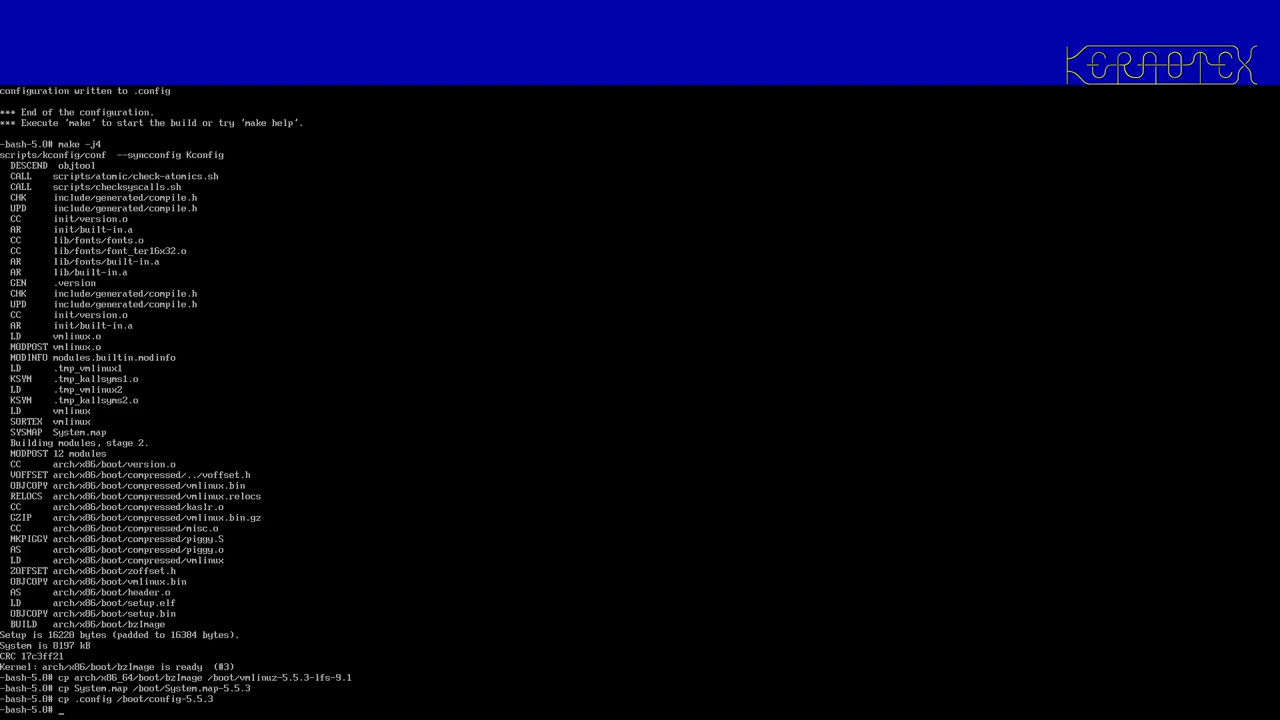 KERAOTEX
configuration written to .config
*** End of the configuration.
*** Execute 'make' to start the build or try 'make help'.
-bash-5.0# make -j4
scripts/kconfig/conf  --syncconfig Kconfig
  DESCEND  objtool
  CALL    scripts/atomic/check-atomics.sh
  CALL    scripts/checksyscalls.sh
  CHK     include/generated/compile.h
  UPD     include/generated/compile.h
  CC      init/version.o
  AR      init/built-in.a
  CC      lib/fonts/fonts.o
  CC      lib/fonts/font_ter16x32.o
  AR      lib/fonts/built-in.a
  AR      lib/built-in.a
  GEN     .version
  CHK     include/generated/compile.h
  UPD     include/generated/compile.h
  CC      init/version.o
  AR      init/built-in.a
  LD      vmlinux.o
  MODPOST vmlinux.o
  MODINFO modules.builtin.modinfo
  LD      .tmp_vmlinux1
  KSYM    .tmp_kallsyms1.o
  LD      .tmp_vmlinux2
  KSYM    .tmp_kallsyms2.o
  LD      vmlinux
  SORTEX  vmlinux
  SYSMAP  System.map
  Building modules, stage 2.
  MODPOST 12 modules
  CC      arch/x86/boot/version.o
  VOFFSET arch/x86/boot/compressed/../voffset.h
  OBJCOPY arch/x86/boot/compressed/vmlinux.bin
  RELOCS  arch/x86/boot/compressed/vmlinux.relocs
  CC      arch/x86/boot/compressed/kaslr.o
  GZIP    arch/x86/boot/compressed/vmlinux.bin.gz
  CC      arch/x86/boot/compressed/misc.o
  MKPIGGY arch/x86/boot/compressed/piggy.S
  AS      arch/x86/boot/compressed/piggy.o
  LD      arch/x86/boot/compressed/vmlinux
  ZOFFSET arch/x86/boot/zoffset.h
  OBJCOPY arch/x86/boot/vmlinux.bin
  AS      arch/x86/boot/header.o
  LD      arch/x86/boot/setup.elf
  OBJCOPY arch/x86/boot/setup.bin
  BUILD   arch/x86/boot/bzImage
Setup is 16220 bytes (padded to 16384 bytes).
System is 8197 kB
CRC 17c3ff21
Kernel: arch/x86/boot/bzImage is ready  (#3)
-bash-5.0# cp arch/x86_64/boot/bzImage /boot/vmlinuz-5.5.3-lfs-9.1
-bash-5.0# cp System.map /boot/System.map-5.5.3
-bash-5.0# cp .config /boot/config-5.5.3
-bash-5.0# _